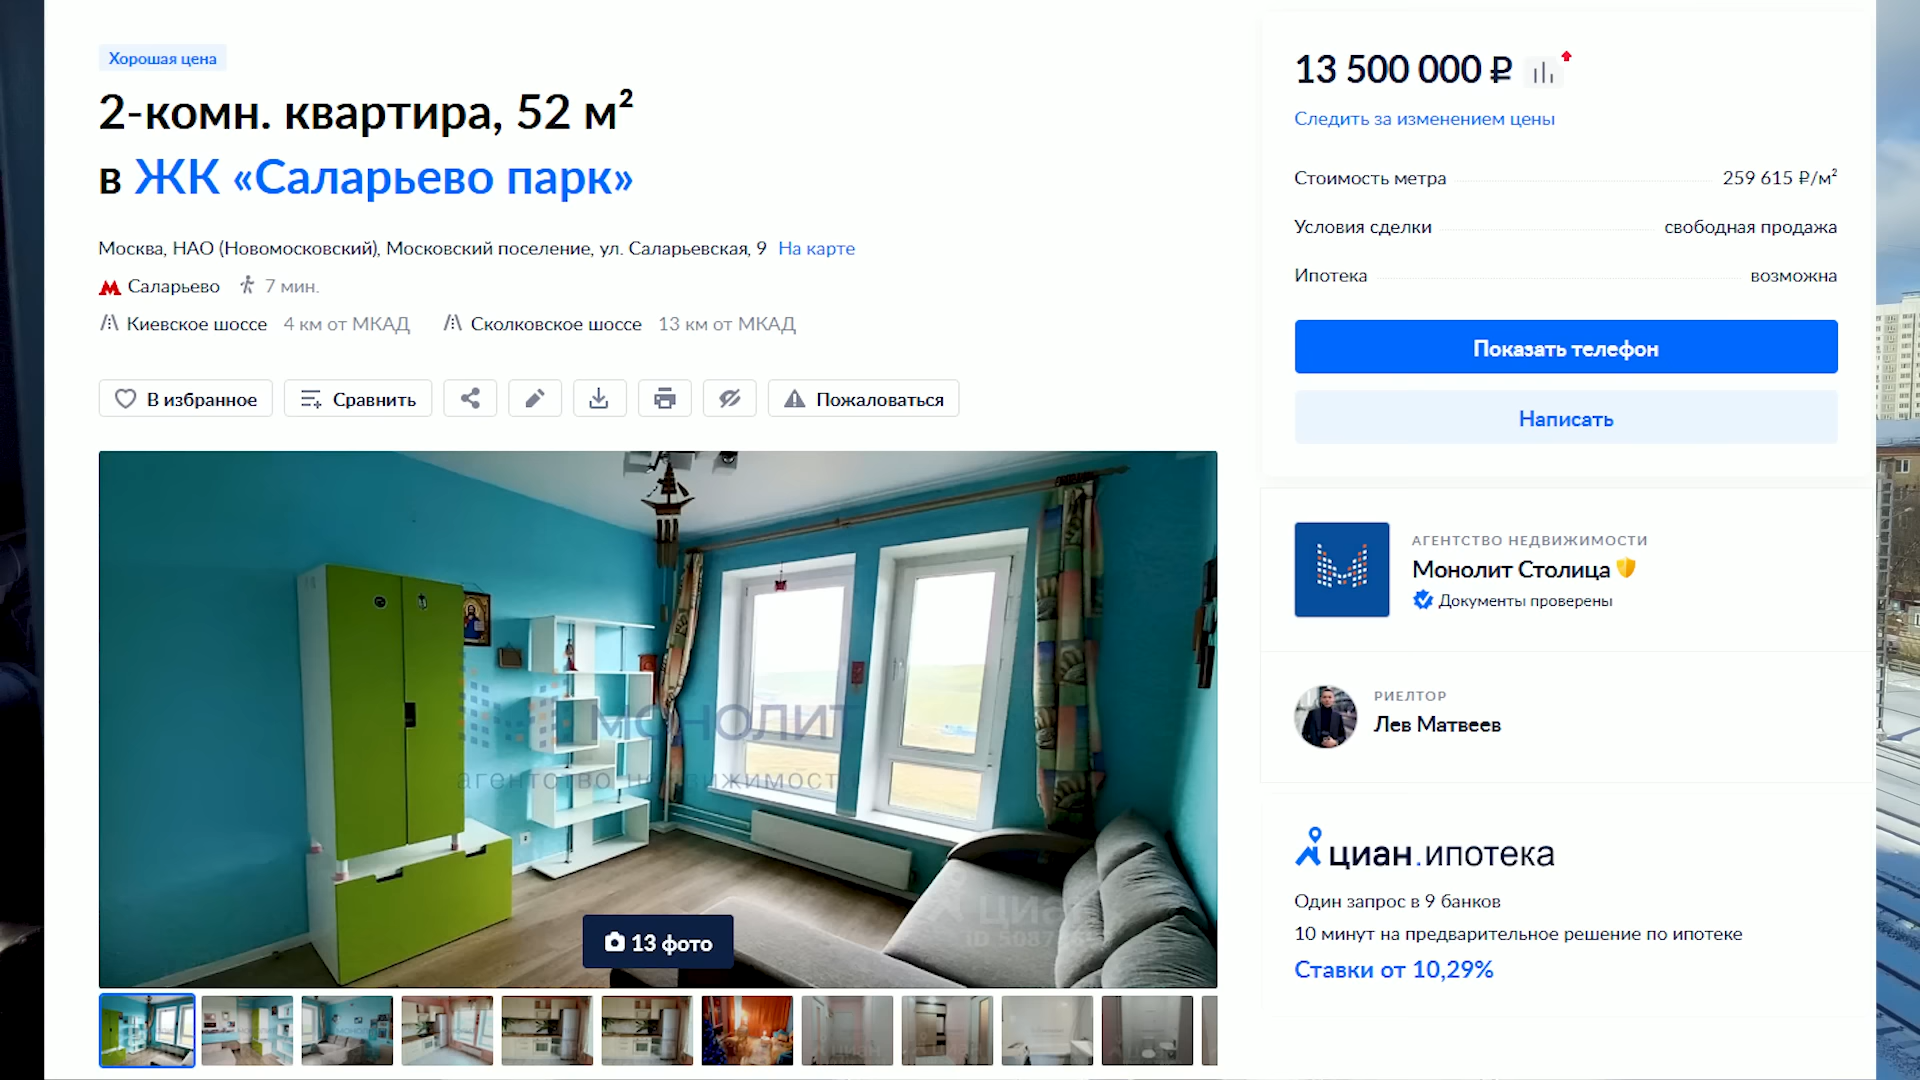 Хорошая цена
2-комн. квартира, 52 м²
в ЖК «Саларьево парк»
Москва, НАО (Новомосковский), Московский поселение, ул. Саларьевская, 9 На карте
Саларьево 7 мин.
Киевское шоссе 4 км от МКАД Сколковское шоссе 13 км от МКАД
В избранное Сравнить Пожаловаться
МОНОЛИТ
агентство недвижимости
циан
13 фото
13 500 000 ₽
Следить за изменением цены
Стоимость метра 259 615 ₽/м²
Условия сделки свободная продажа
Ипотека возможна
Показать телефон
Написать
АГЕНТСТВО НЕДВИЖИМОСТИ
Монолит Столица
Документы проверены
РИЕЛТОР
Лев Матвеев
циан.ипотека
Один запрос в 9 банков
10 минут на предварительное решение по ипотеке
Ставки от 10,29%